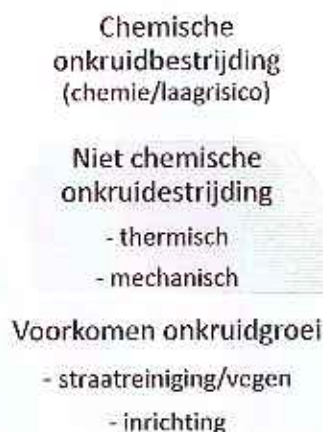 Chemische
onkruidbestrijding
(chemie/laagrisico)
Niet chemische
onkruidestrijding
- thermisch
- mechanisch
Voorkomen onkruidgroei
- straatreiniging/vegen
- inrichting